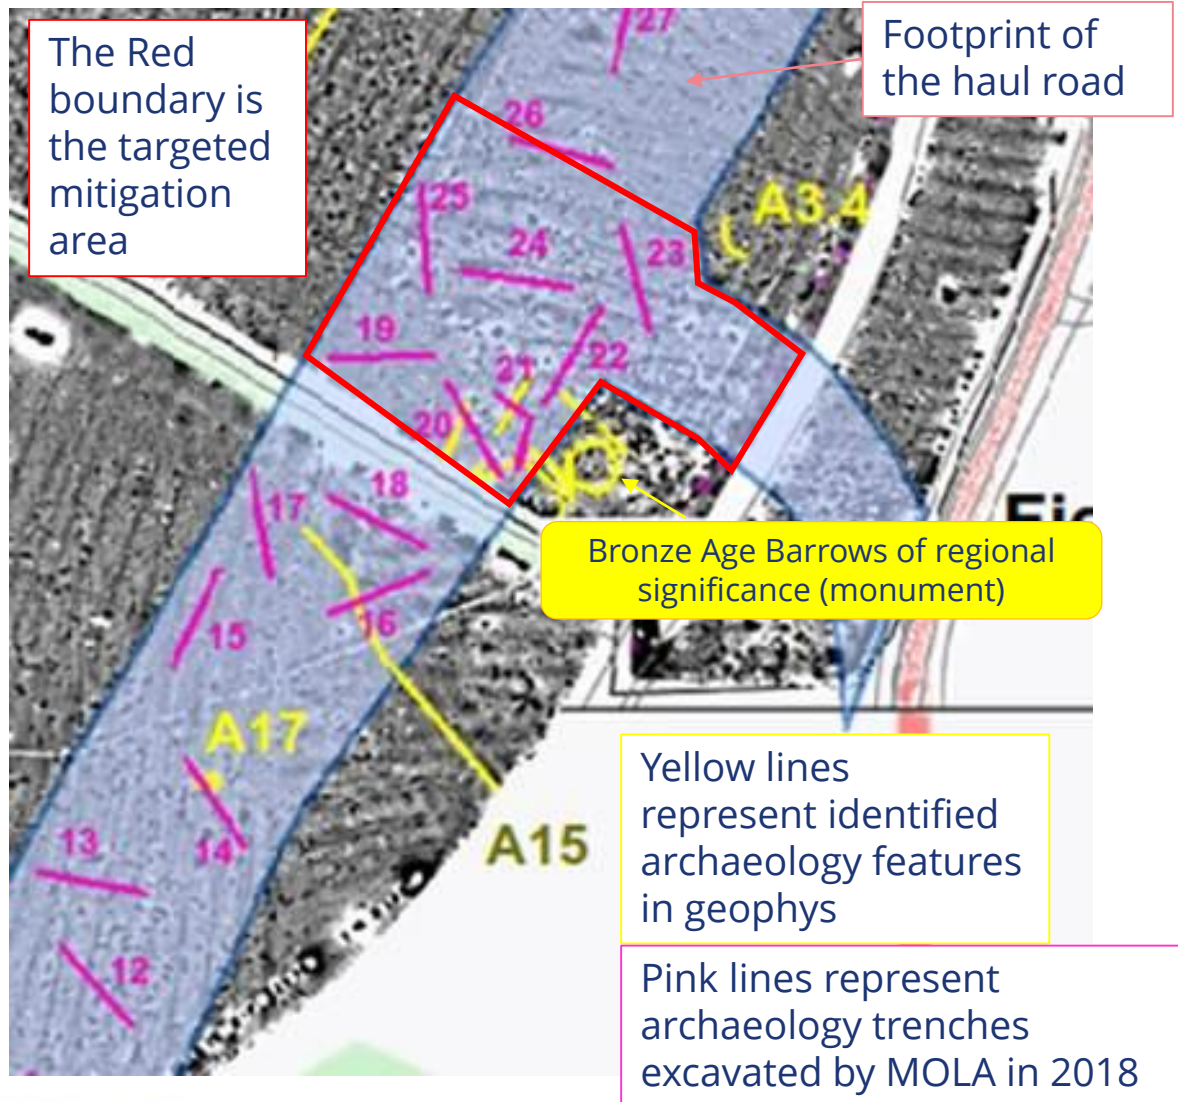 The Red
boundary is
the targeted
mitigation
area
Footprint of
the haul road
27
26
A3.4
25
24
23
19
22
21
20
18
17
Bronze Age Barrows of regional
significance (monument)
16
15
A17
14
13
A15
12
Yellow lines
represent identified
archaeology features
in geophys
Pink lines represent
archaeology trenches
excavated by MOLA in 2018